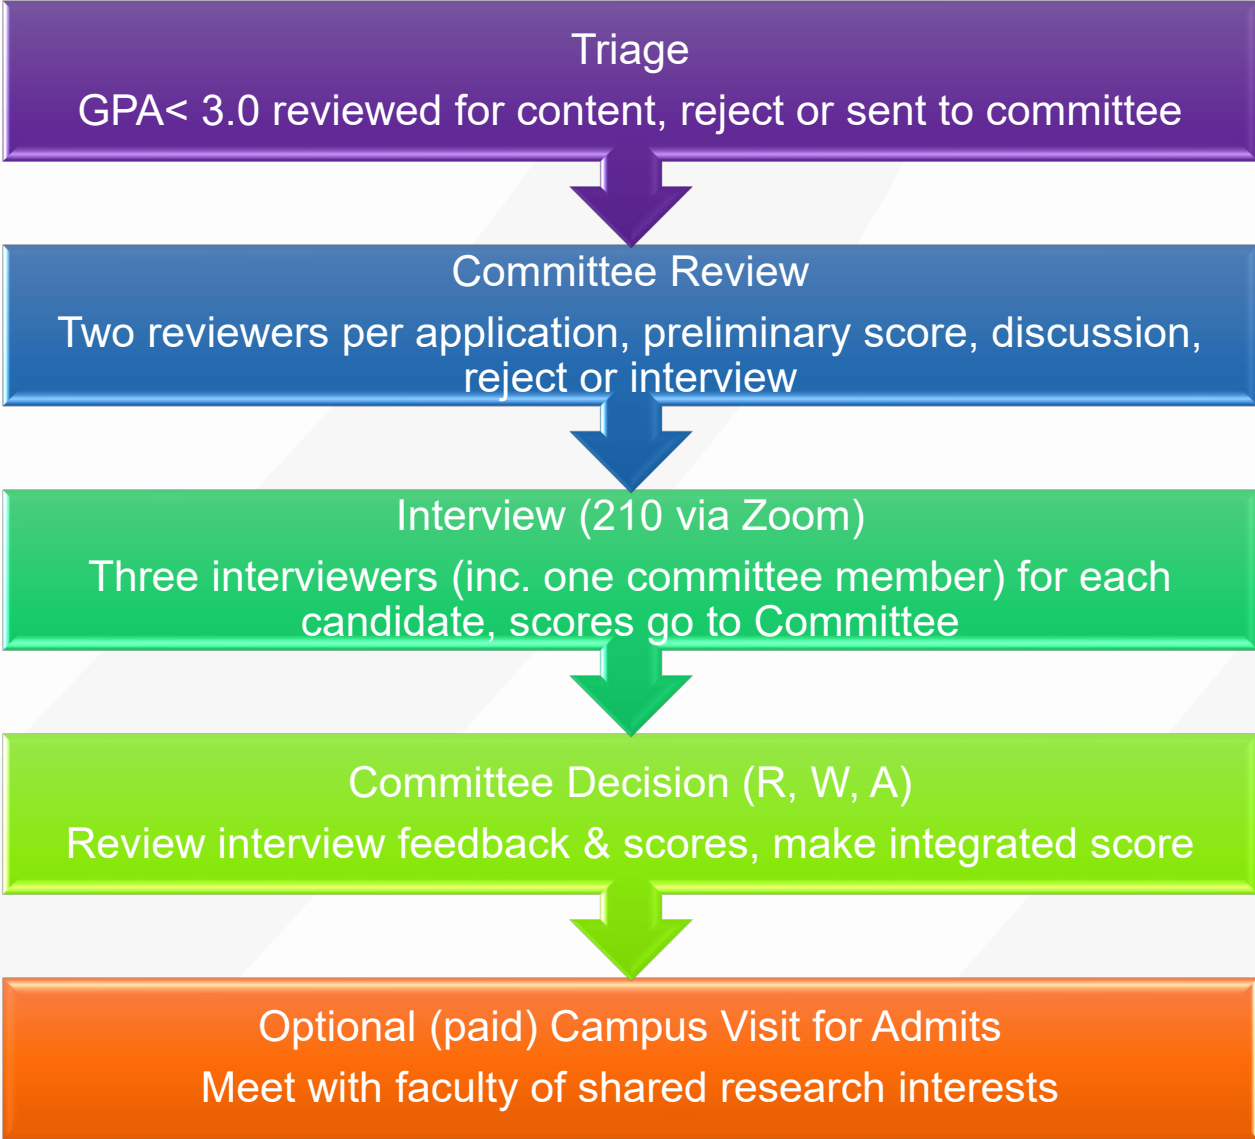 Triage
GPA< 3.0 reviewed for content, reject or sent to committee
Committee Review
Two reviewers per application, preliminary score, discussion,
reject or interview
Interview (210 via Zoom)
Three interviewers (inc. one committee member) for each
candidate, scores go to Committee
Committee Decision (R, W, A)
Review interview feedback & scores, make integrated score
Optional (paid) Campus Visit for Admits
Meet with faculty of shared research interests